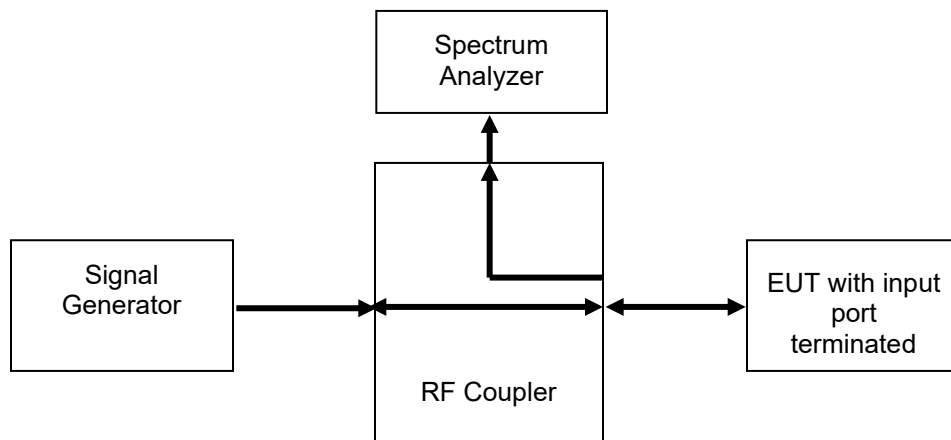 Spectrum
Analyzer
Signal
Generator
EUT with input
port
terminated
RF Coupler